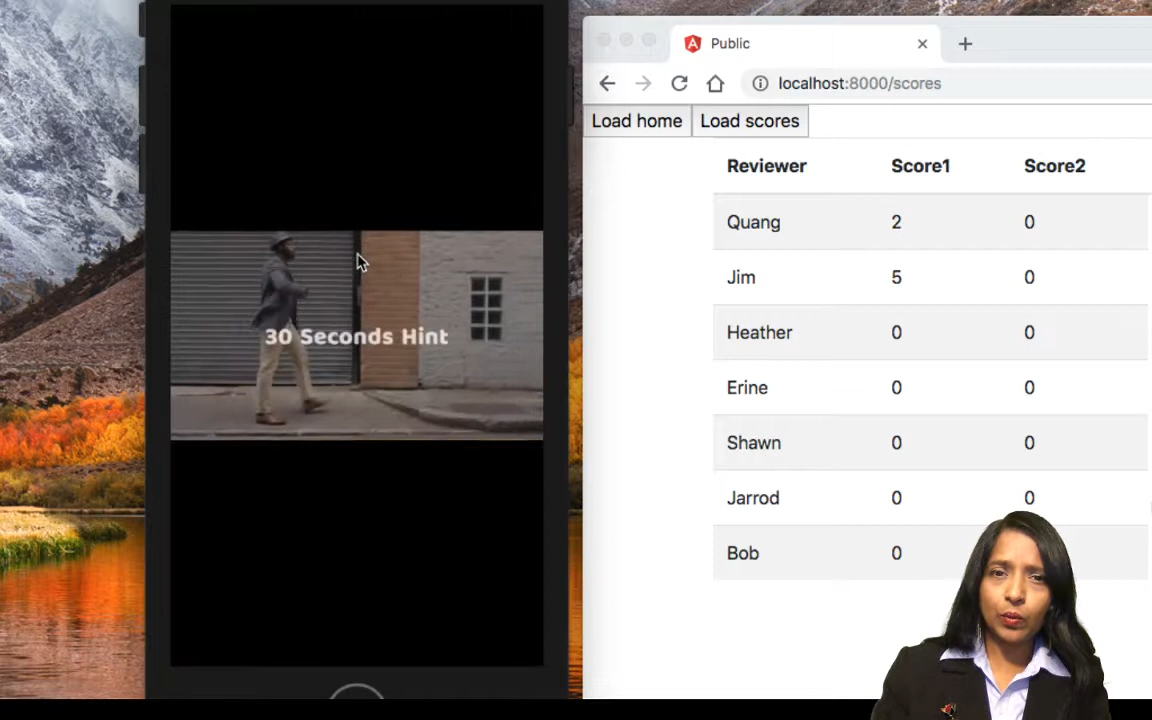 30 Seconds Hint
Public
localhost:8000/scores
Load home Load scores
Reviewer Score1 Score2
Quang 2 0
Jim 5 0
Heather 0 0
Erine 0 0
Shawn 0 0
Jarrod 0 0
Bob 0